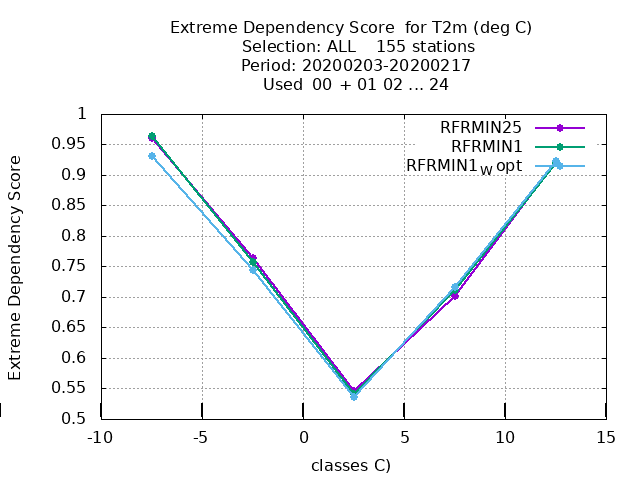 Extreme Dependency Score  for T2m (deg C)
Selection: ALL    155 stations
Period: 20200203-20200217
Used  00 + 01 02 ... 24
Extreme Dependency Score
1
0.95
0.9
0.85
0.8
0.75
0.7
0.65
0.6
0.55
0.5
RFRMIN25
RFRMIN1
RFRMIN1Wopt
-10
-5
0
5
10
15
classes C)